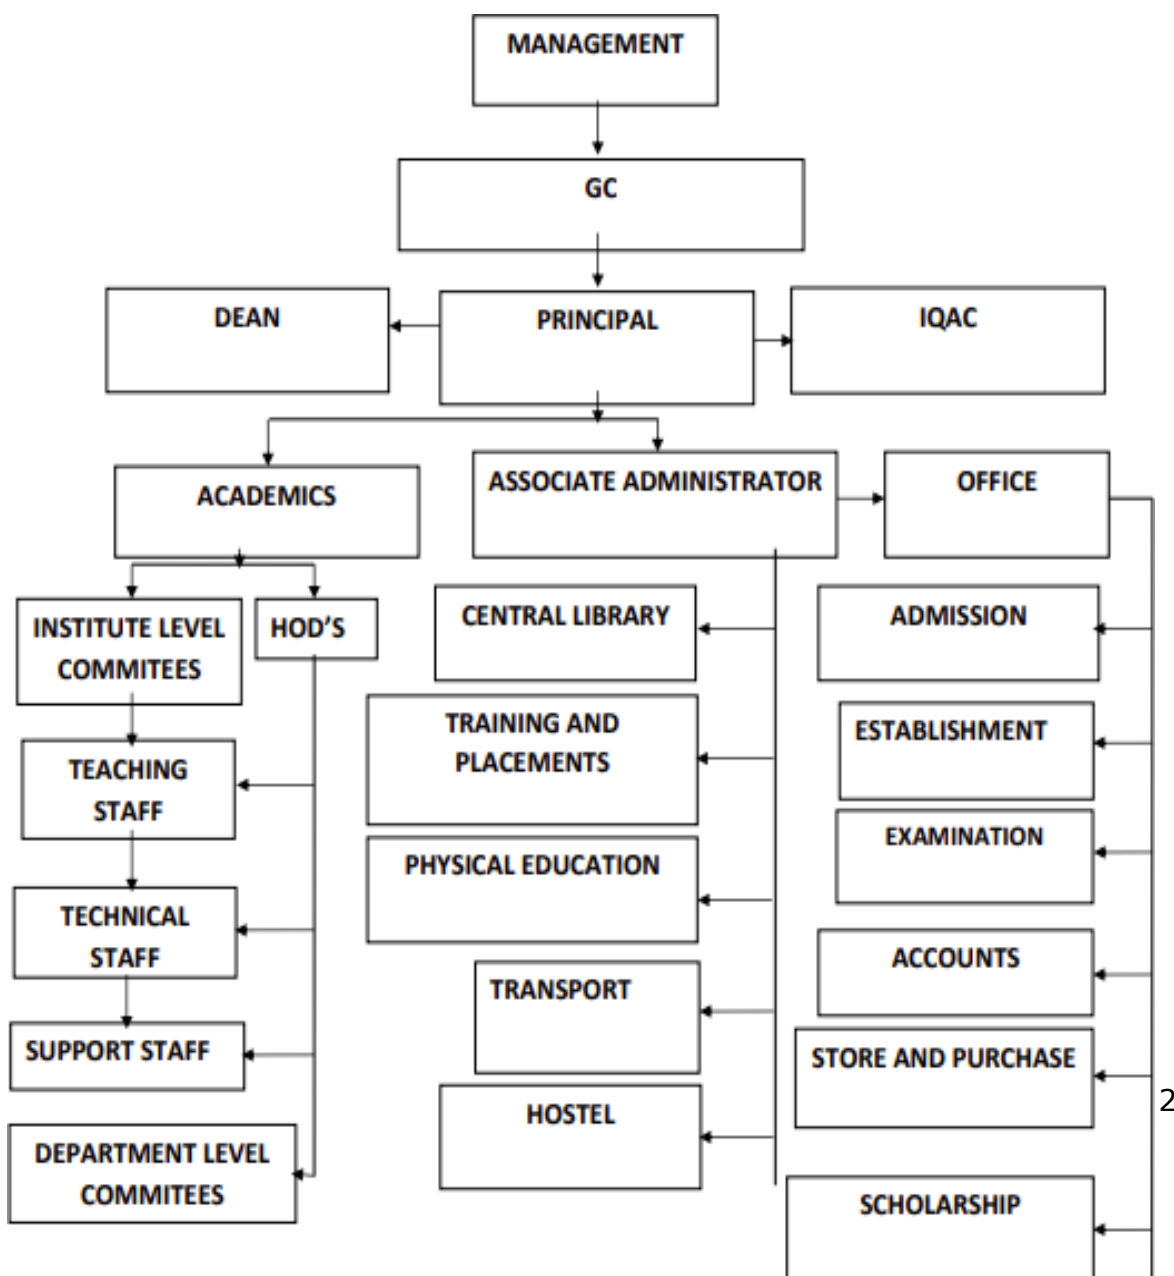 MANAGEMENT
GC
DEAN
PRINCIPAL
IQAC
ACADEMICS
ASSOCIATE ADMINISTRATOR
OFFICE
INSTITUTE LEVEL
COMMITEES
HOD'S
CENTRAL LIBRARY
ADMISSION
TRAINING AND
PLACEMENTS
ESTABLISHMENT
TEACHING
STAFF
EXAMINATION
PHYSICAL EDUCATION
TECHNICAL
STAFF
ACCOUNTS
TRANSPORT
SUPPORT STAFF
STORE AND PURCHASE
2
HOSTEL
DEPARTMENT LEVEL
COMMITEES
SCHOLARSHIP